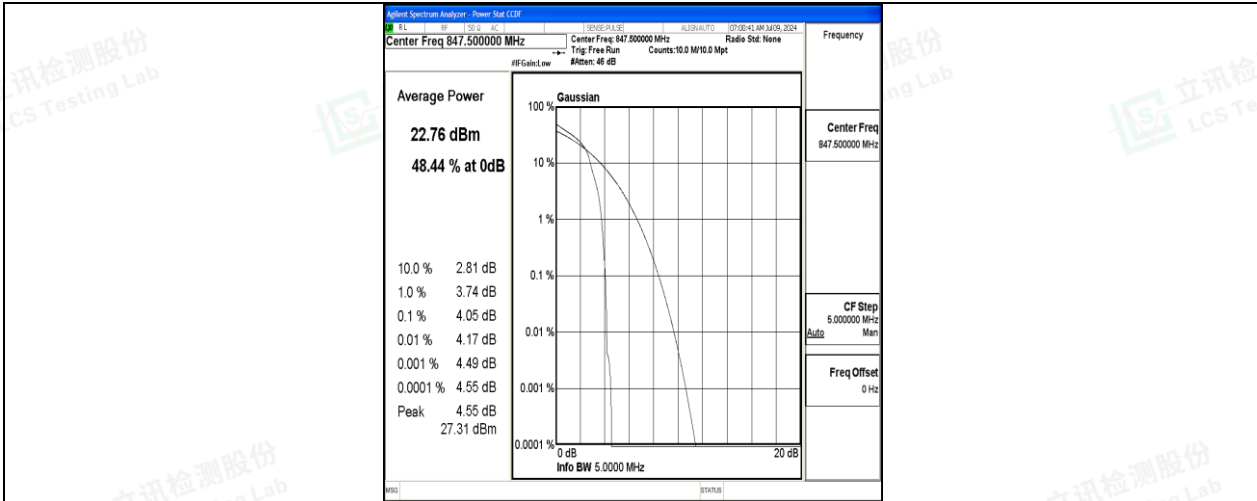 Agilent Spectrum Analyzer - Power Stat CCDF
RL RF 50 Ω AC SENSE:PULSE ALIGN AUTO 07:08:41 AM Jul 09, 2024
Center Freq 847.500000 MHz
Center Freq: 847.500000 MHz Radio Std: None
Trig: Free Run Counts:10.0 M/10.0 Mpt
#IFGain:Low #Atten: 46 dB
Frequency
Average Power
22.76 dBm
48.44 % at 0dB
10.0 % 2.81 dB
1.0 % 3.74 dB
0.1 % 4.05 dB
0.01 % 4.17 dB
0.001 % 4.49 dB
0.0001 % 4.55 dB
Peak 4.55 dB
27.31 dBm
Gaussian
100 %
10 %
1 %
0.1 %
0.01 %
0.001 %
0.0001 %
0 dB 20 dB
Info BW 5.0000 MHz
Center Freq
847.500000 MHz
CF Step
5.000000 MHz
Auto Man
Freq Offset
0 Hz
MSG STATUS
立讯检测股份
LCS Testing Lab